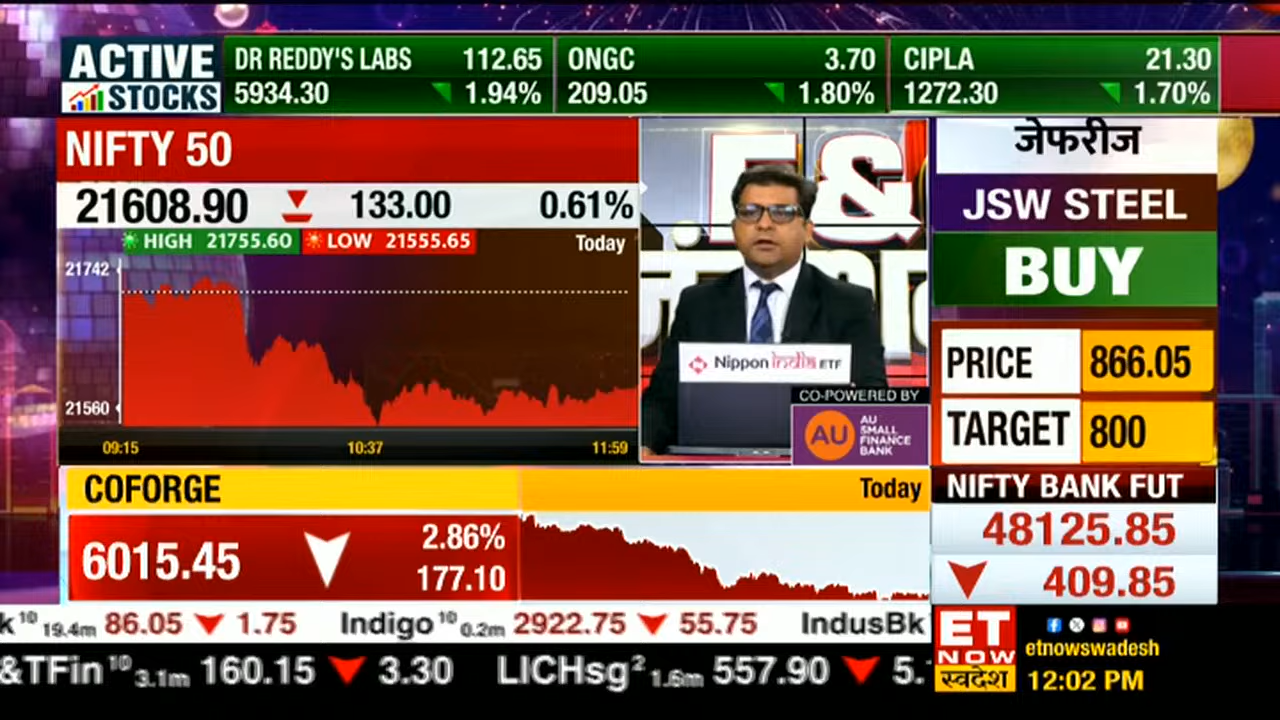 ACTIVE
STOCKS
DR REDDY'S LABS 112.65
5934.30 1.94%
ONGC 3.70
209.05 1.80%
CIPLA 21.30
1272.30 1.70%
NIFTY 50
21608.90 133.00 0.61%
HIGH 21755.60 LOW 21555.65 Today
21742
21560
09:15 10:37 11:59
.F&
Nippon india ETF
CO-POWERED BY
AU
AU
SMALL
FINANCE
BANK
जेफरीज
JSW STEEL
BUY
PRICE 866.05
TARGET 800
COFORGE Today
6015.45
2.86%
177.10
NIFTY BANK FUT
48125.85
409.85
k 10 19.4m 86.05 1.75 Indigo 10 0.2m 2922.75 55.75 IndusBk
&TFin 10 3.1m 160.15 3.30 LICHsg 2 1.6m 557.90 5.
ET
NOW
स्वदेश
etnowswadesh
12:02 PM